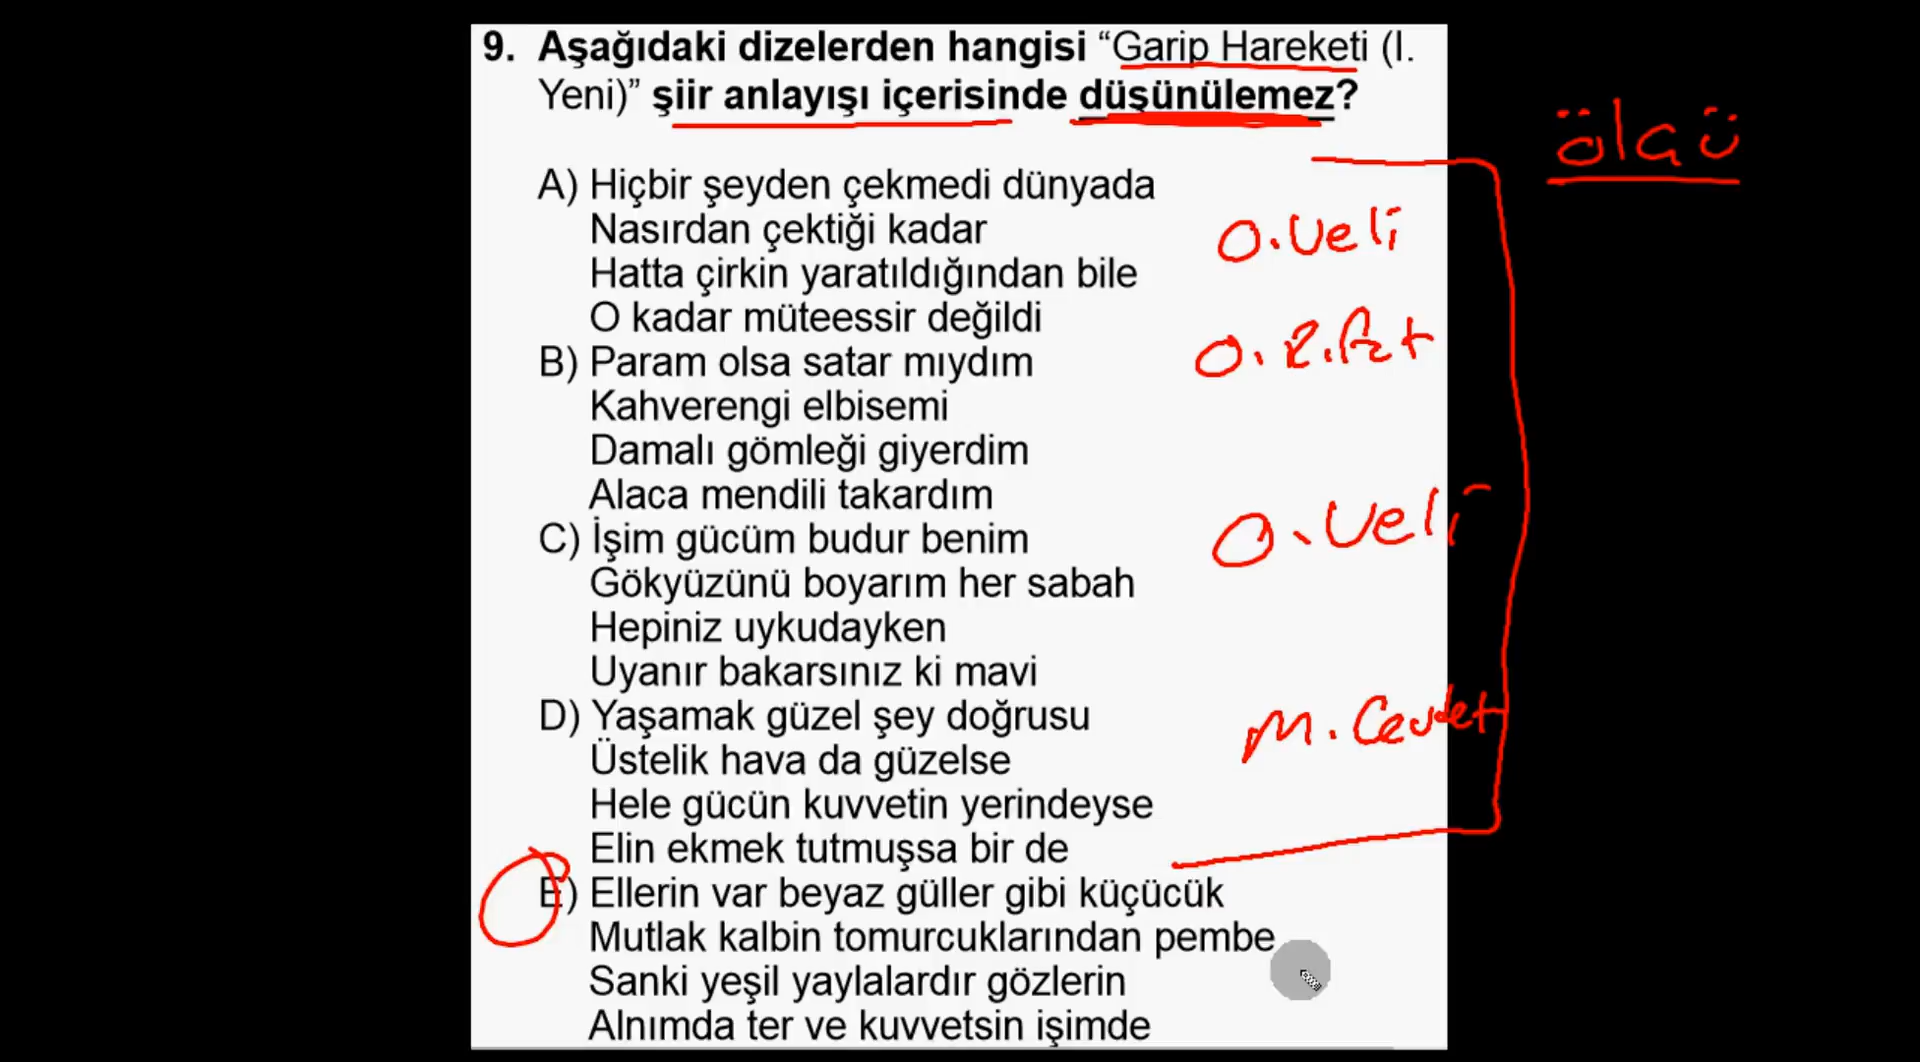 9. Aşağıdaki dizelerden hangisi “Garip Hareketi (I.
Yeni)” şiir anlayışı içerisinde düşünülemez?
ölçü
A) Hiçbir şeyden çekmedi dünyada
Nasırdan çektiği kadar
O. Veli
Hatta çirkin yaratıldığından bile
O kadar müteessir değildi
O. Rifat
B) Param olsa satar mıydım
Kahverengi elbisemi
Damalı gömleği giyerdim
Alaca mendili takardım
C) İşim gücüm budur benim
O. Veli
Gökyüzünü boyarım her sabah
Hepiniz uykudayken
Uyanır bakarsınız ki mavi
D) Yaşamak güzel şey doğrusu
M. Cevdet
Üstelik hava da güzelse
Hele gücün kuvvetin yerindeyse
Elin ekmek tutmuşsa bir de
E) Ellerin var beyaz güller gibi küçücük
Mutlak kalbin tomurcuklarından pembe
Sanki yeşil yaylalardır gözlerin
Alnımda ter ve kuvvetsin işimde